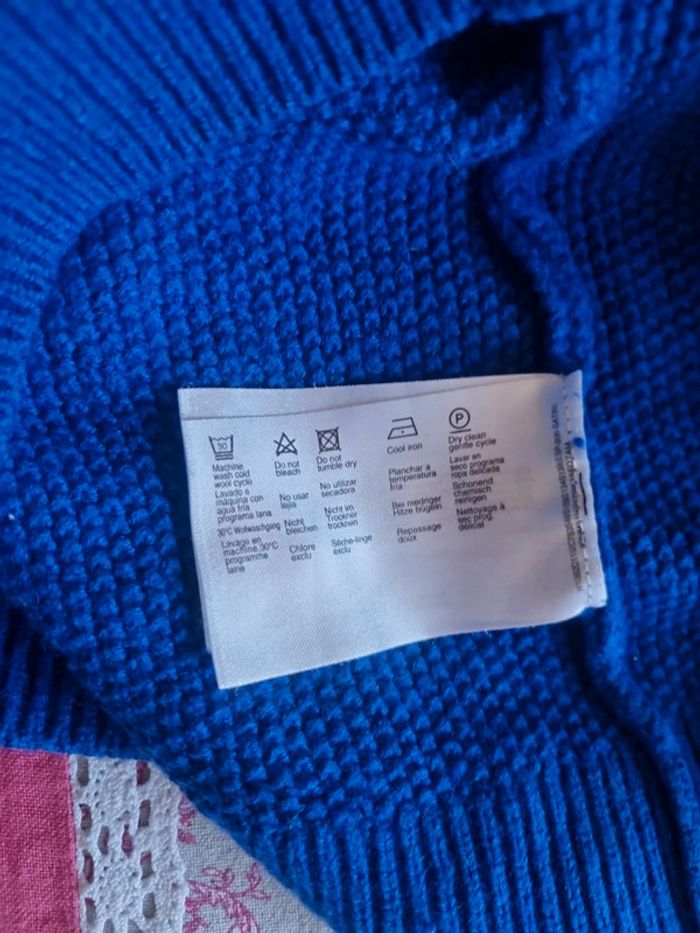 30
P
Machine
wash cold
wool cycle
Lavado a
máquina con
agua fría
programa lana
30°C Wollwaschgang
Lavage en
machine 30°C
programme
laine
Do not
bleach
No usar
lejía
Nicht
bleichen
Chlore
exclu
Do not
tumble dry
No utilizar
secadora
Nicht im
Trockner
trocknen
Sèche-linge
exclu
Cool iron
Planchar a
temperatura
fria
Bei niedriger
Hitze bügeln
Repassage
doux
Dry clean
gentle cycle
Lavar en
seco programa
ropa delicada
Schonend
chemisch
reinigen
Nettoyage à
sec prog.
délicat